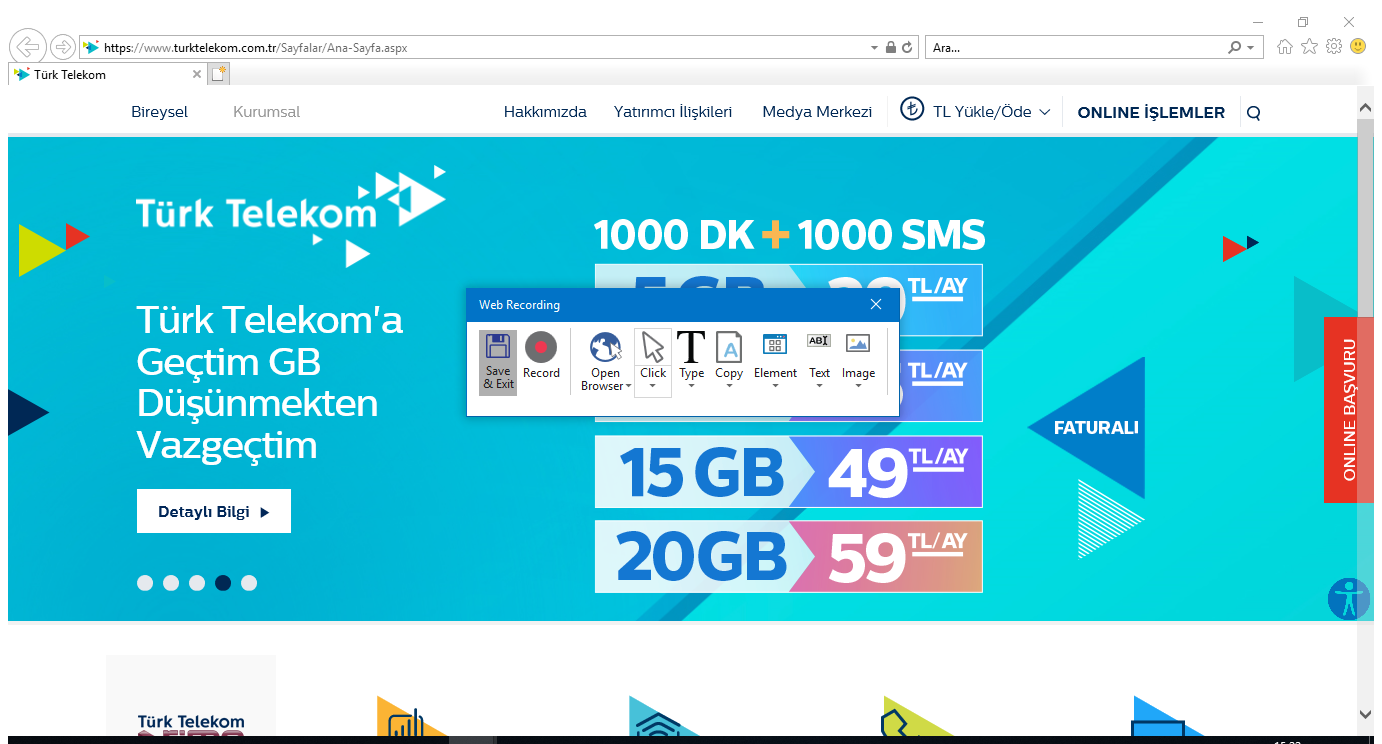 https://www.turktelekom.com.tr/Sayfalar/Ana-Sayfa.aspx
Ara...
Türk Telekom
Bireysel
Kurumsal
Hakkımızda
Yatırımcı İlişkileri
Medya Merkezi
TL Yükle/Öde
ONLINE İŞLEMLER
Türk Telekom
1000 DK + 1000 SMS
TL/AY
Türk Telekom'a
Geçtim GB
Düşünmekten
Vazgeçtim
Detaylı Bilgi
Web Recording
Save
& Exit
Record
Open
Browser
Click
Type
Copy
Element
Text
Image
TL/AY
15 GB 49 TL/AY
20GB 59 TL/AY
FATURALI
ONLINE BAŞVURU
Türk Telekom